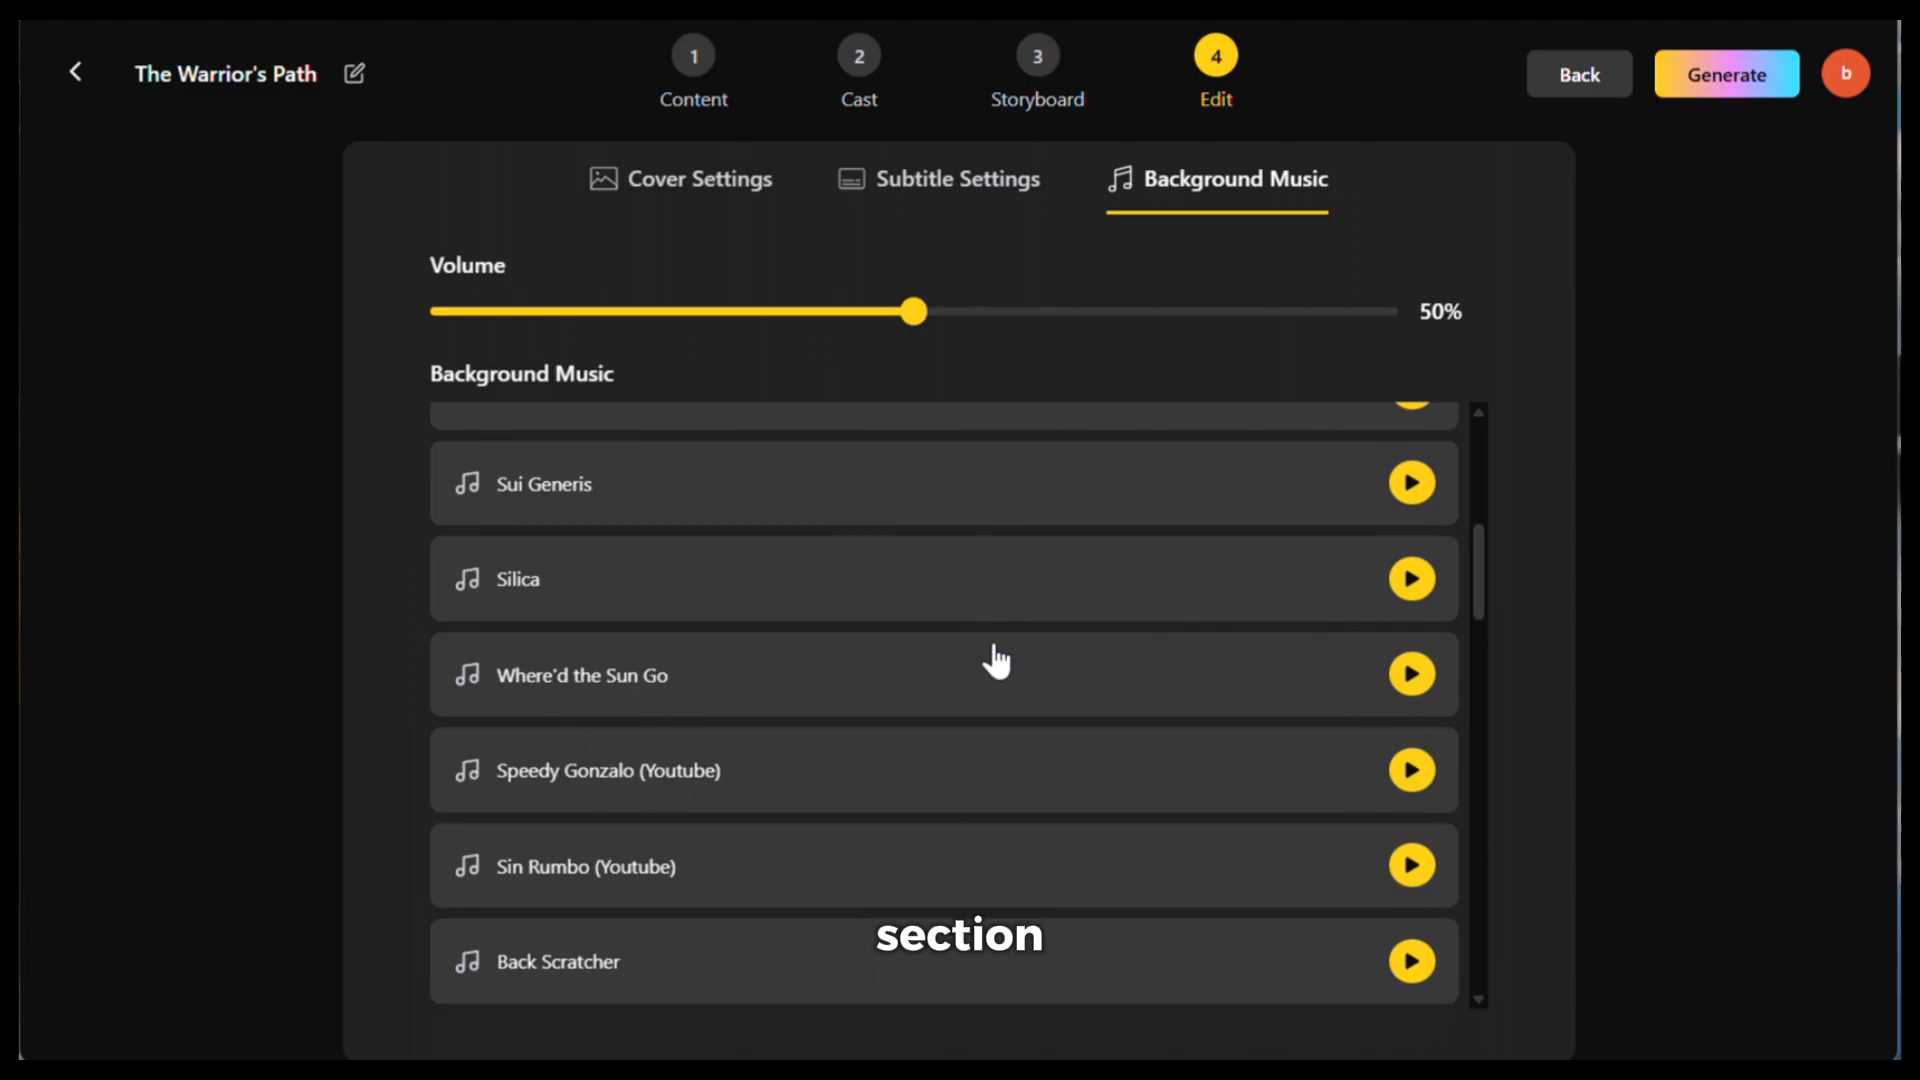 The Warrior's Path
1
Content
2
Cast
3
Storyboard
4
Edit
Back
Generate
b
Cover Settings
Subtitle Settings
Background Music
Volume
50%
Background Music
Sui Generis
Silica
Where'd the Sun Go
Speedy Gonzalo (Youtube)
Sin Rumbo (Youtube)
section
Back Scratcher